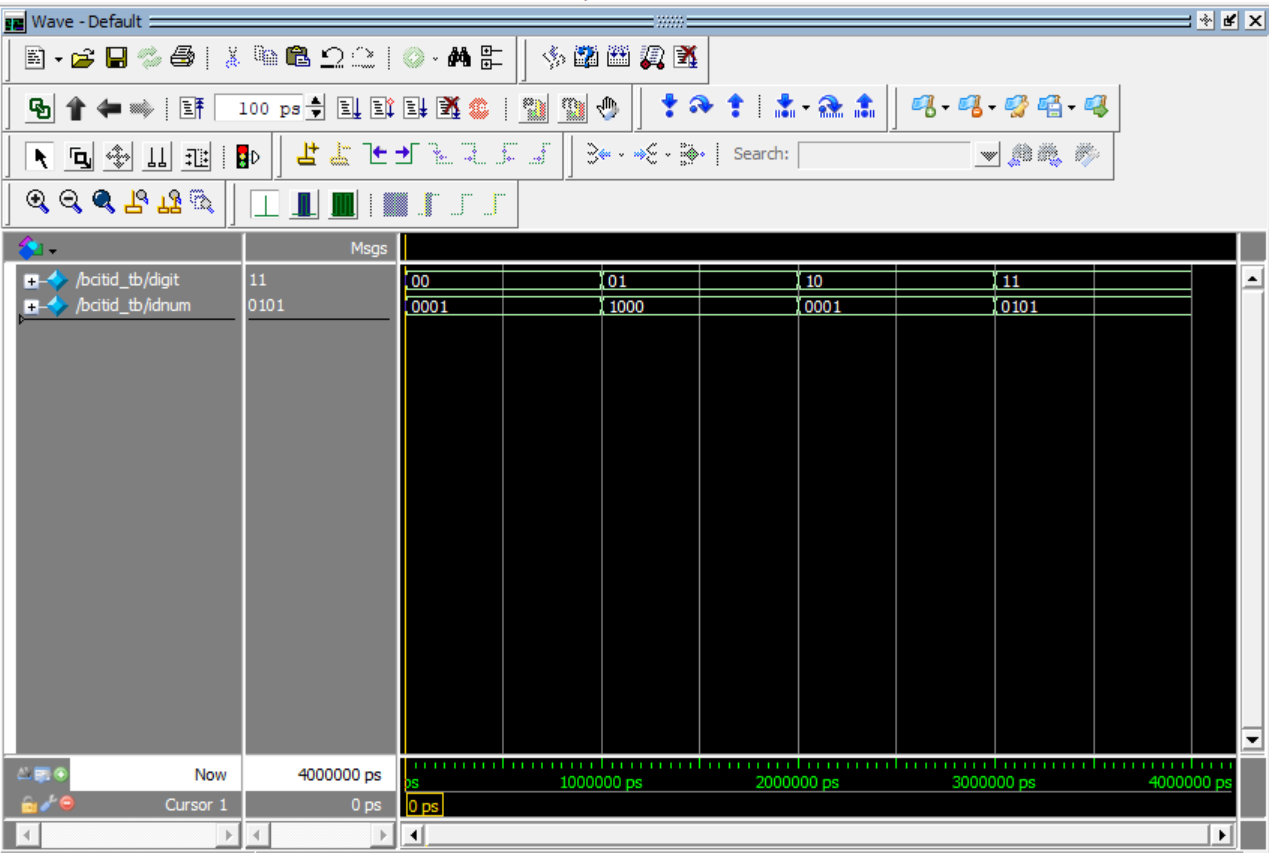 Wave - Default
100 ps
Search:
Msgs
/bcitid_tb/digit 11 00 01 10 11
/bcitid_tb/idnum 0101 0001 1000 0001 0101
Now 4000000 ps ps 1000000 ps 2000000 ps 3000000 ps 4000000 ps
Cursor 1 0 ps 0 ps